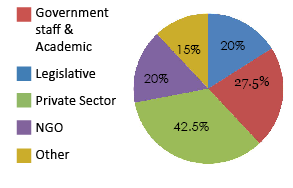 Government
staff &
Academic
Legislative
Private Sector
NGO
Other
15%
20%
20%
27.5%
42.5%